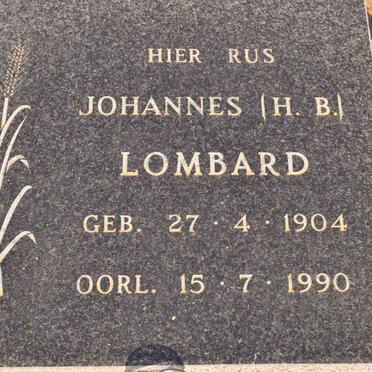 HIER RUS
JOHANNES (H. B.)
LOMBARD
GEB. 27 · 4 · 1904
OORL. 15 · 7 · 1990